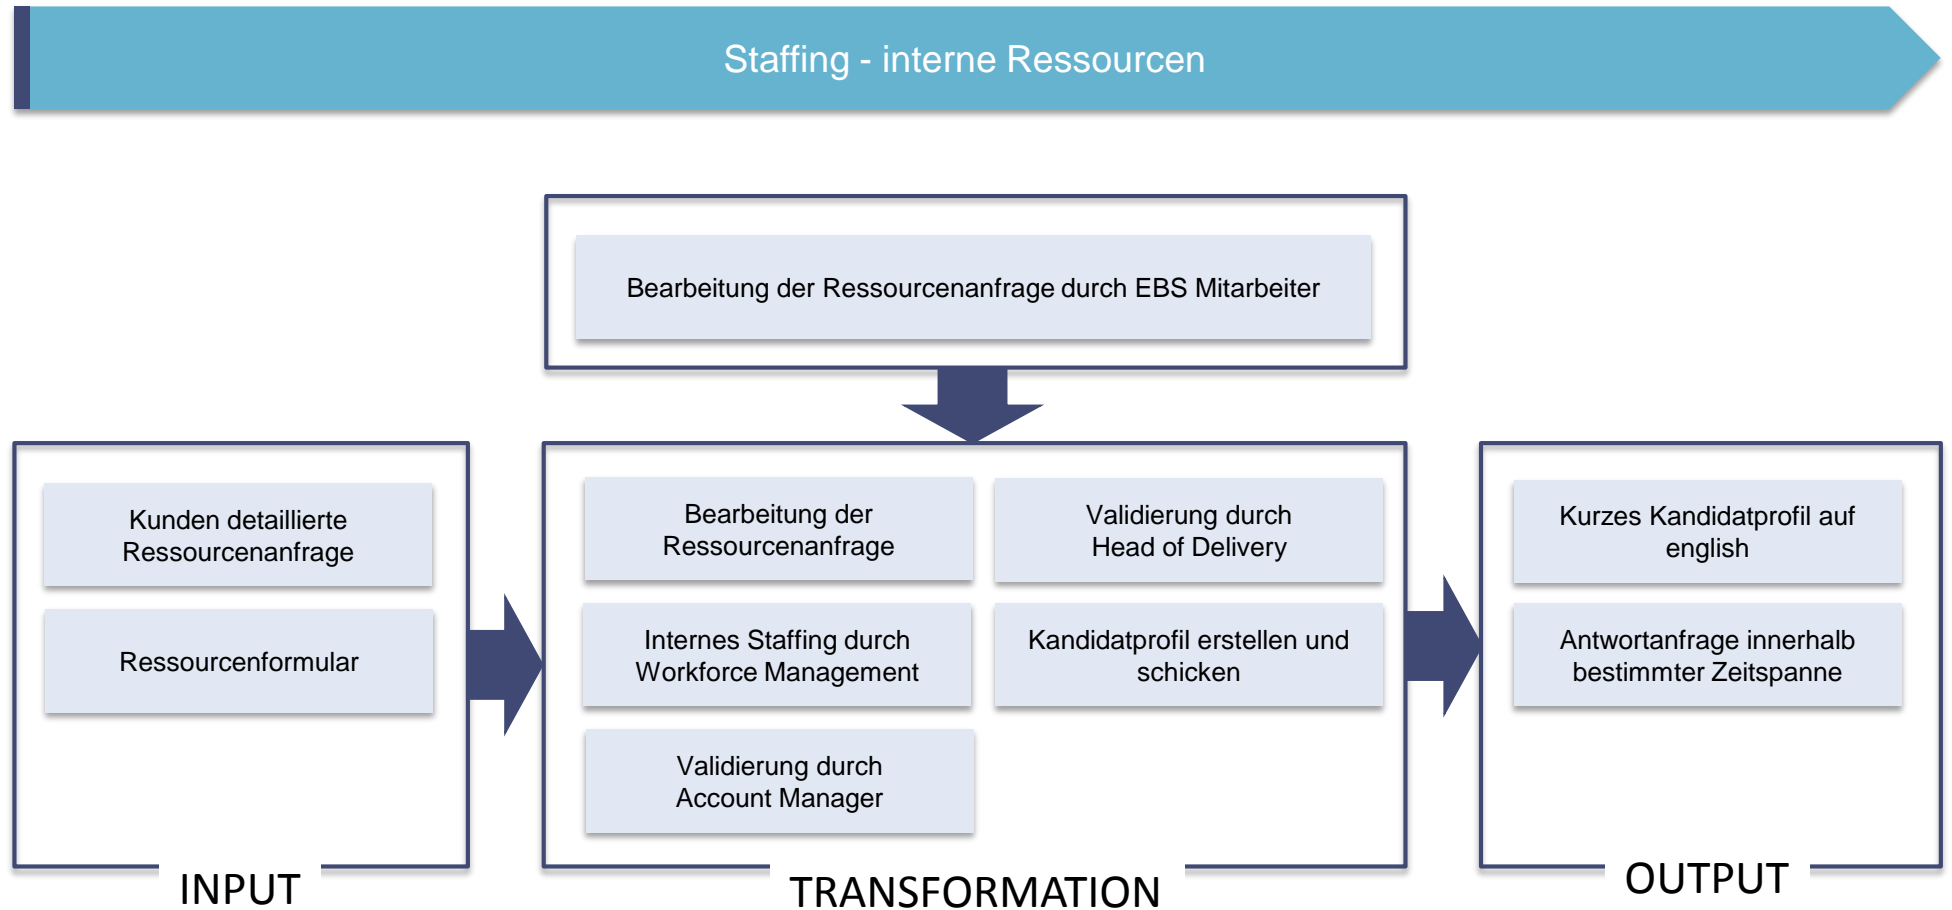 Staffing - interne Ressourcen
Bearbeitung der Ressourcenanfrage durch EBS Mitarbeiter
Kunden detaillierte
Ressourcenanfrage
Ressourcenformular
INPUT
Bearbeitung der
Ressourcenanfrage
Internes Staffing durch
Workforce Management
Validierung durch
Account Manager
Validierung durch
Head of Delivery
Kandidatprofil erstellen und
schicken
TRANSFORMATION
Kurzes Kandidatprofil auf
english
Antwortanfrage innerhalb
bestimmter Zeitspanne
OUTPUT